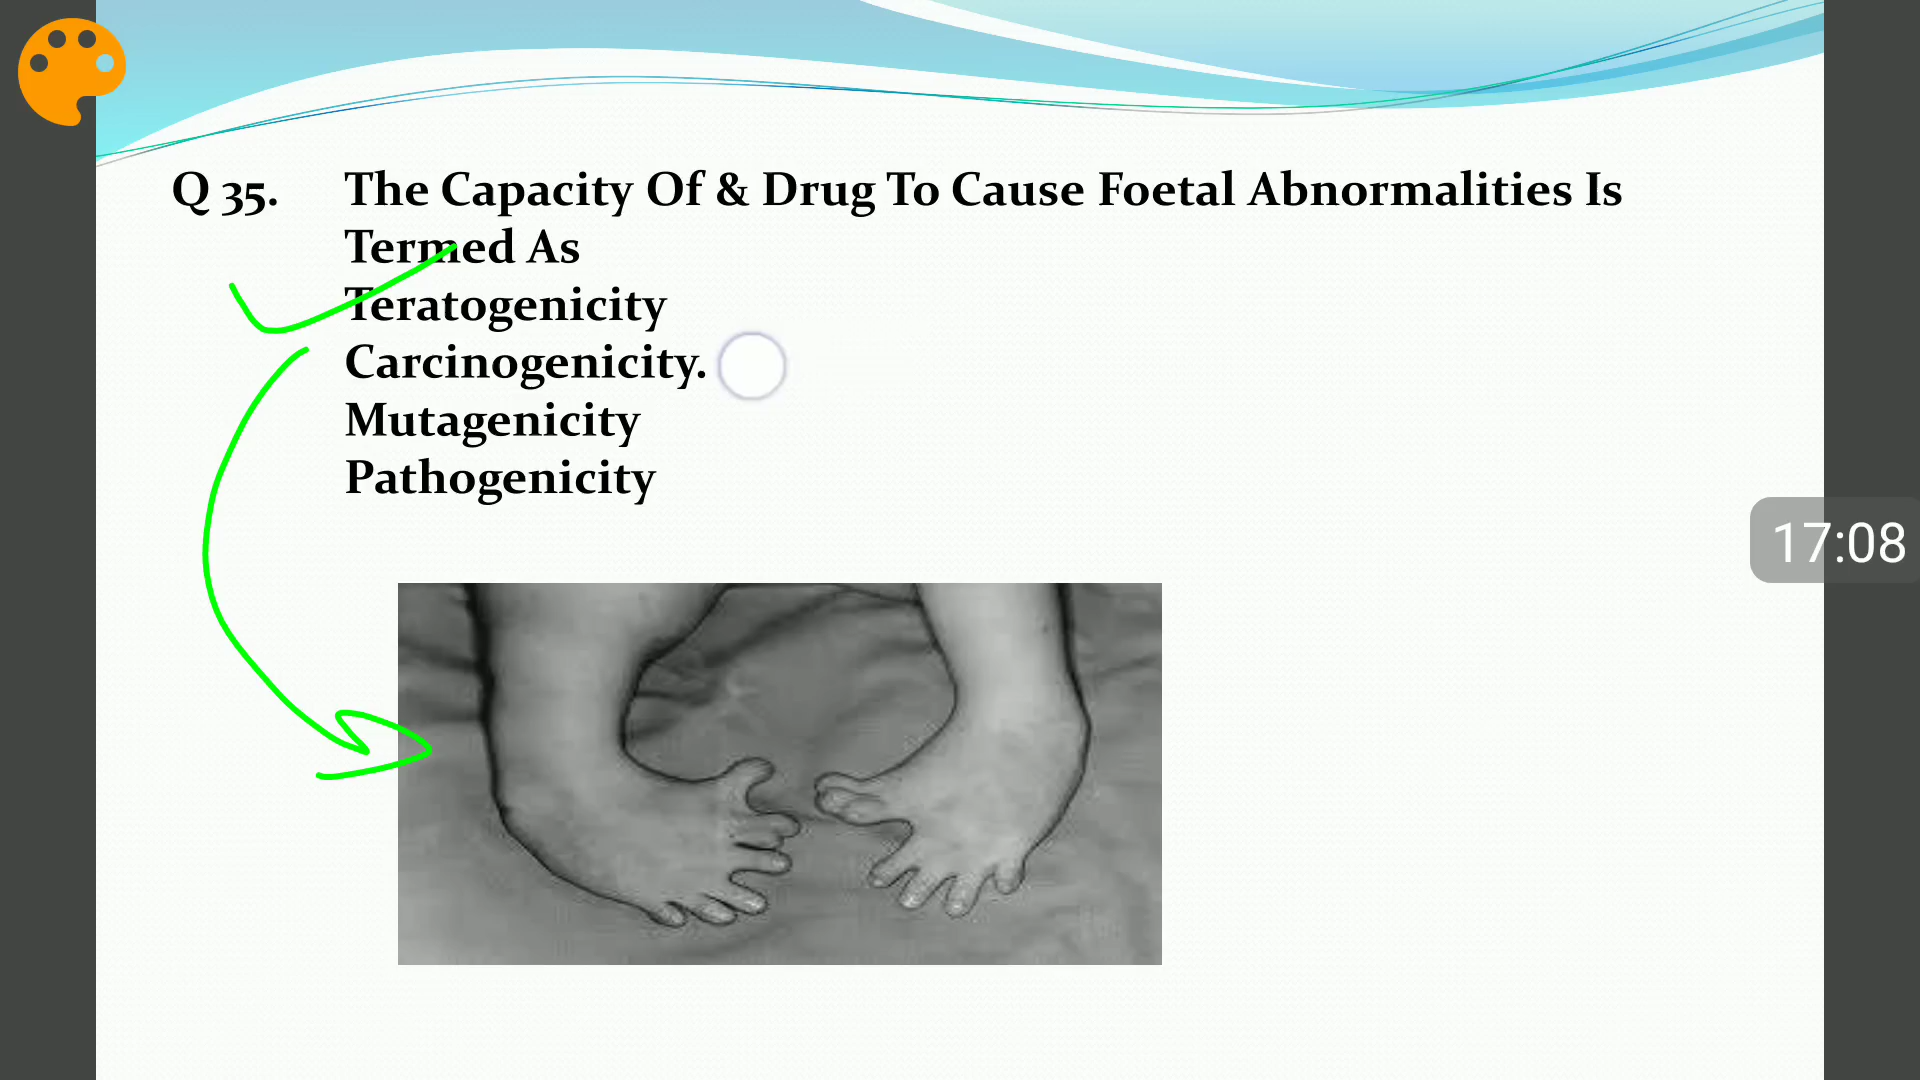 Q 35. The Capacity Of & Drug To Cause Foetal Abnormalities Is
Termed As
Teratogenicity
Carcinogenicity.
Mutagenicity
Pathogenicity
17:08